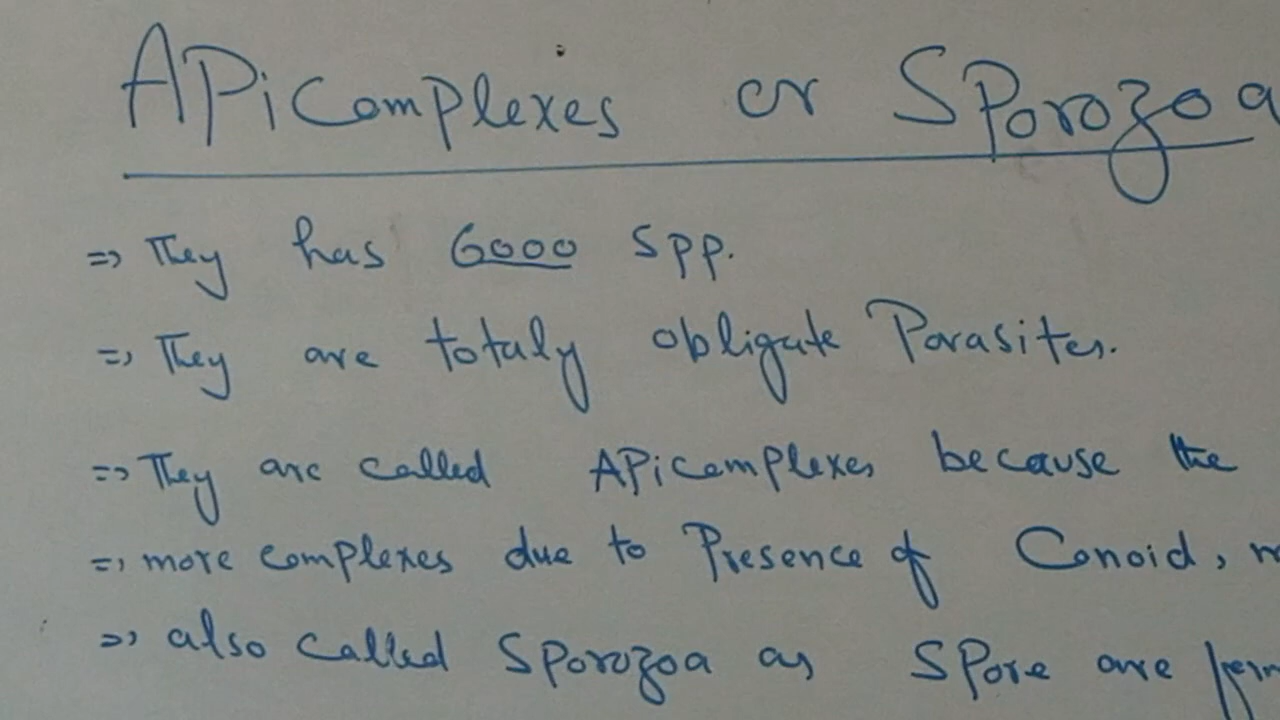 APicomplexes or SPorozoa
=> They has 6000 spp.
=> They are totaly obligate Parasites.
=> They are called APicomplexes because the
=> more complexes due to Presence of Conoid,
=> also called SPorozoa as SPore are